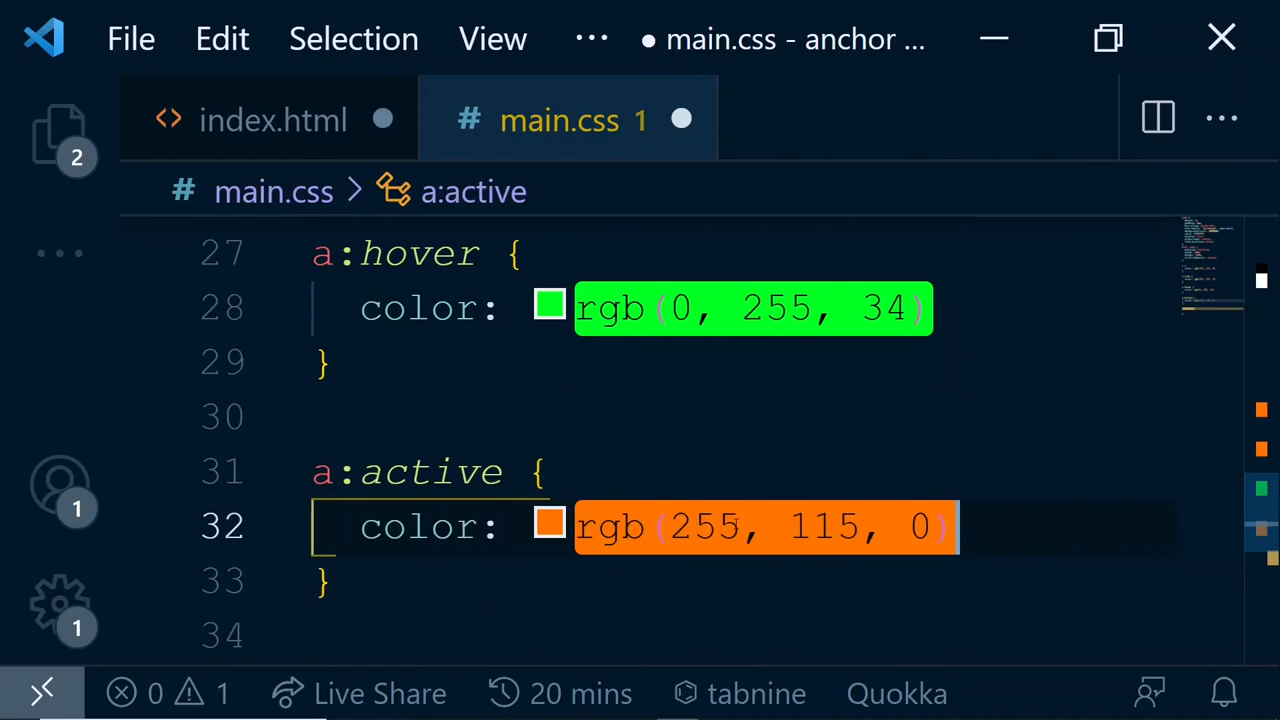 File Edit Selection View ··· ● main.css - anchor ...
<> index.html # main.css 1
2
# main.css > a:active
27 a:hover {
28 color: rgb(0, 255, 34)
29 }
30
31 a:active {
32 color: rgb(255, 115, 0)
33 }
34
1
1
0 1 Live Share 20 mins tabnine Quokka